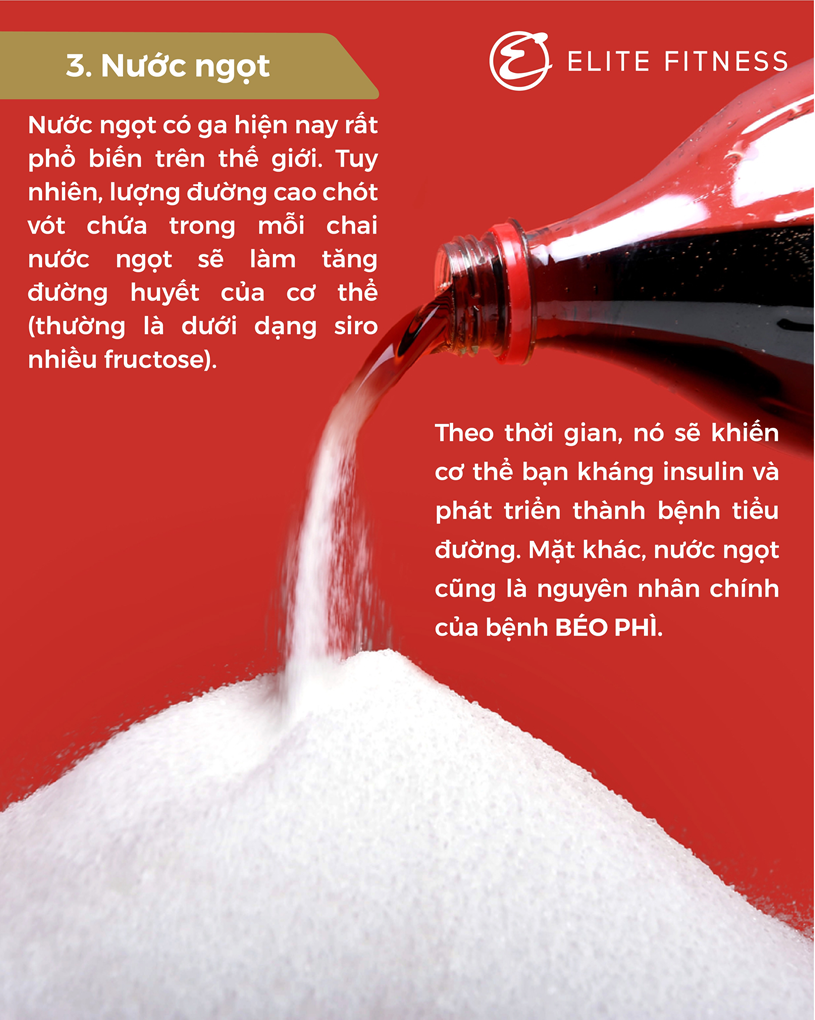 3. Nước ngọt
ELITE FITNESS
Nước ngọt có ga hiện nay rất
phổ biến trên thế giới. Tuy
nhiên, lượng đường cao chót
vót chứa trong mỗi chai
nước ngọt sẽ làm tăng
đường huyết của cơ thể
(thường là dưới dạng siro
nhiều fructose).
Theo thời gian, nó sẽ khiến
cơ thể bạn kháng insulin và
phát triển thành bệnh tiểu
đường. Mặt khác, nước ngọt
cũng là nguyên nhân chính
của bệnh BÉO PHÌ.